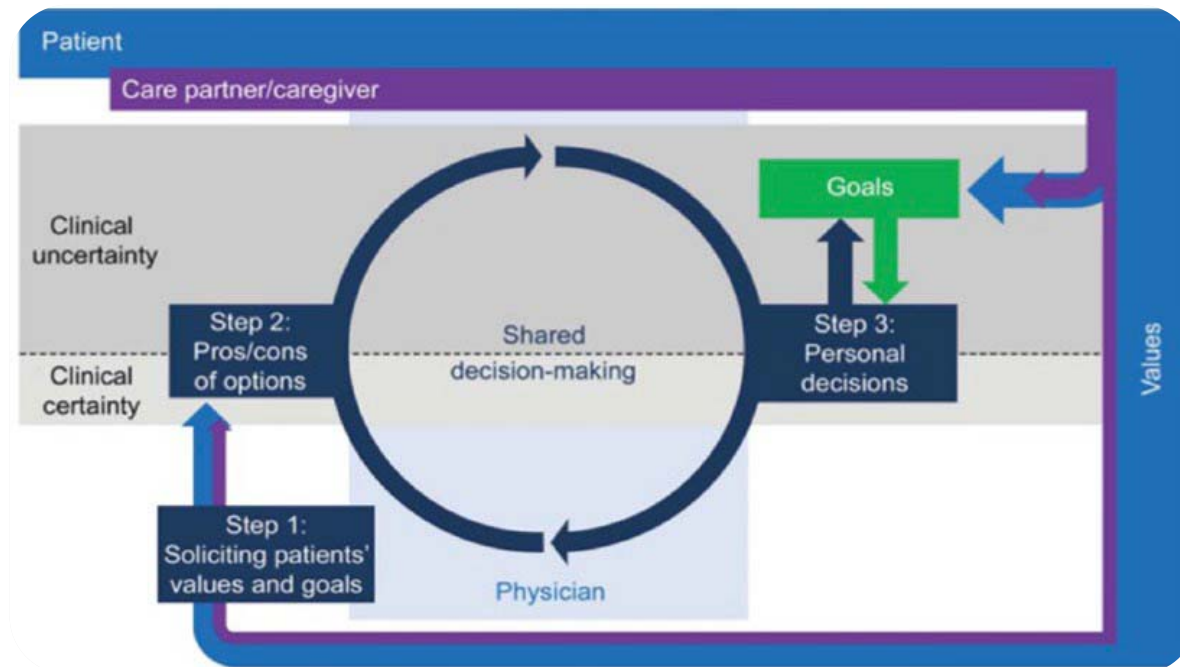 Patient
Care partner/caregiver
Clinical
uncertainty
Goals
Step 2:
Pros/cons
of options
Shared
decision-making
Step 3:
Personal
decisions
Clinical
certainty
Values
Step 1:
Soliciting patients'
values and goals
Physician